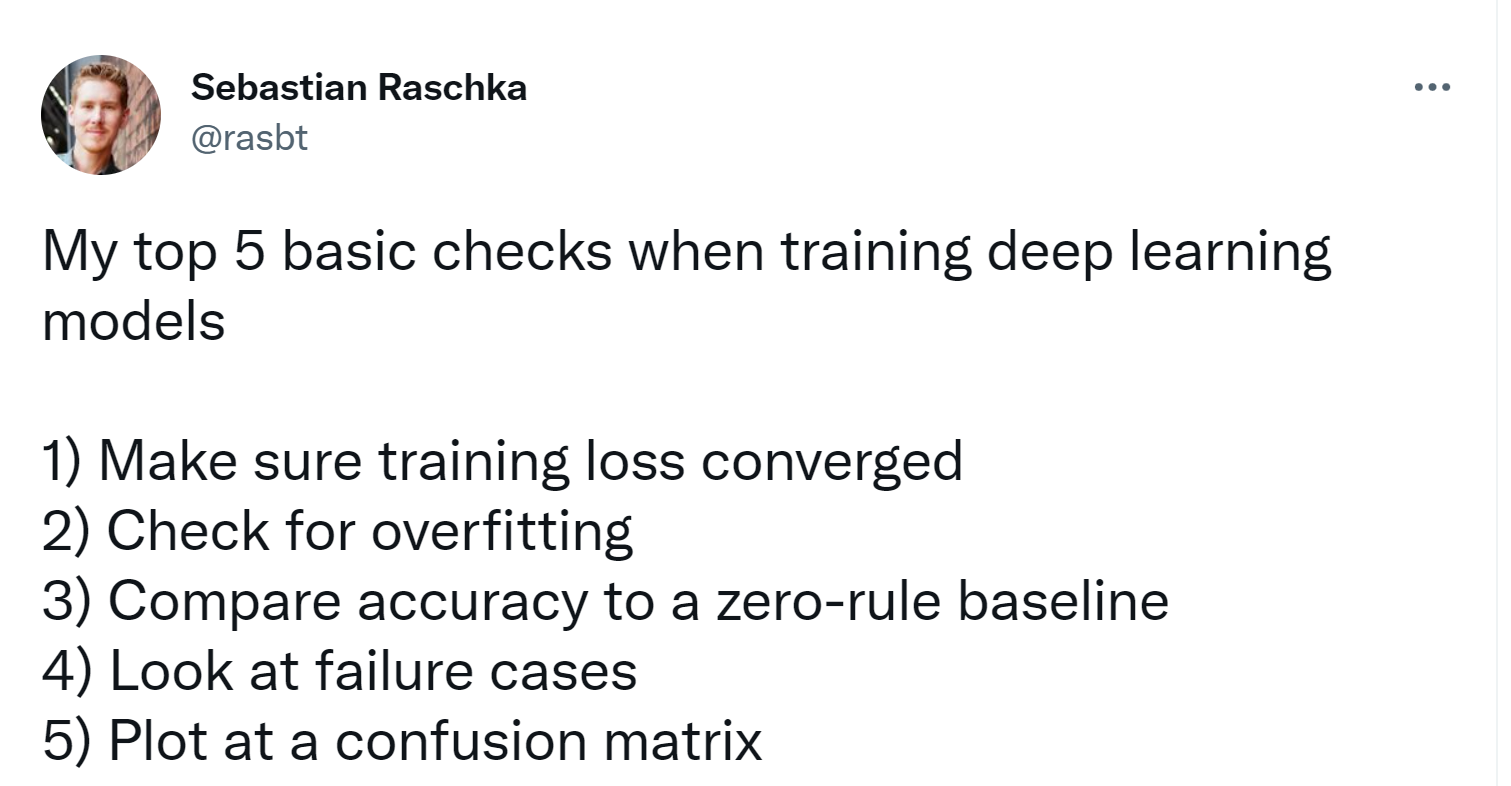 Sebastian Raschka
@rasbt
My top 5 basic checks when training deep learning
models
1) Make sure training loss converged
2) Check for overfitting
3) Compare accuracy to a zero-rule baseline
4) Look at failure cases
5) Plot at a confusion matrix